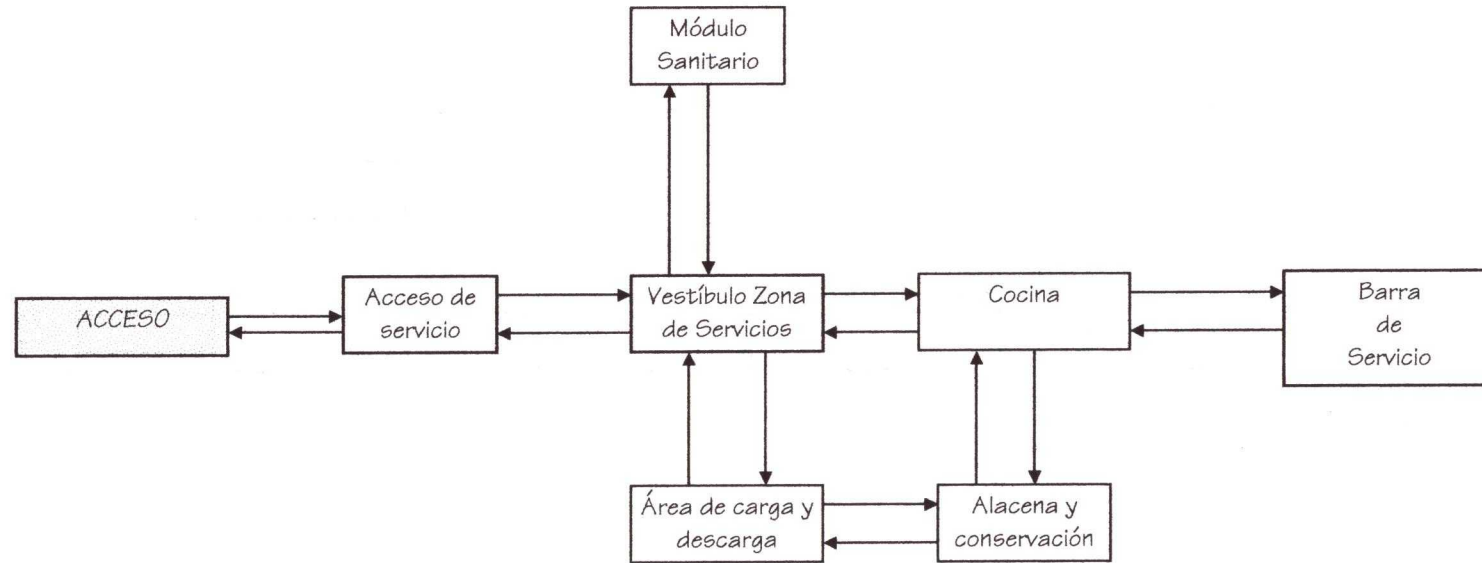 Módulo
Sanitario
ACCESO
Acceso de
servicio
Vestíbulo Zona
de Servicios
Cocina
Barra
de
Servicio
Área de carga y
descarga
Alacena y
conservación